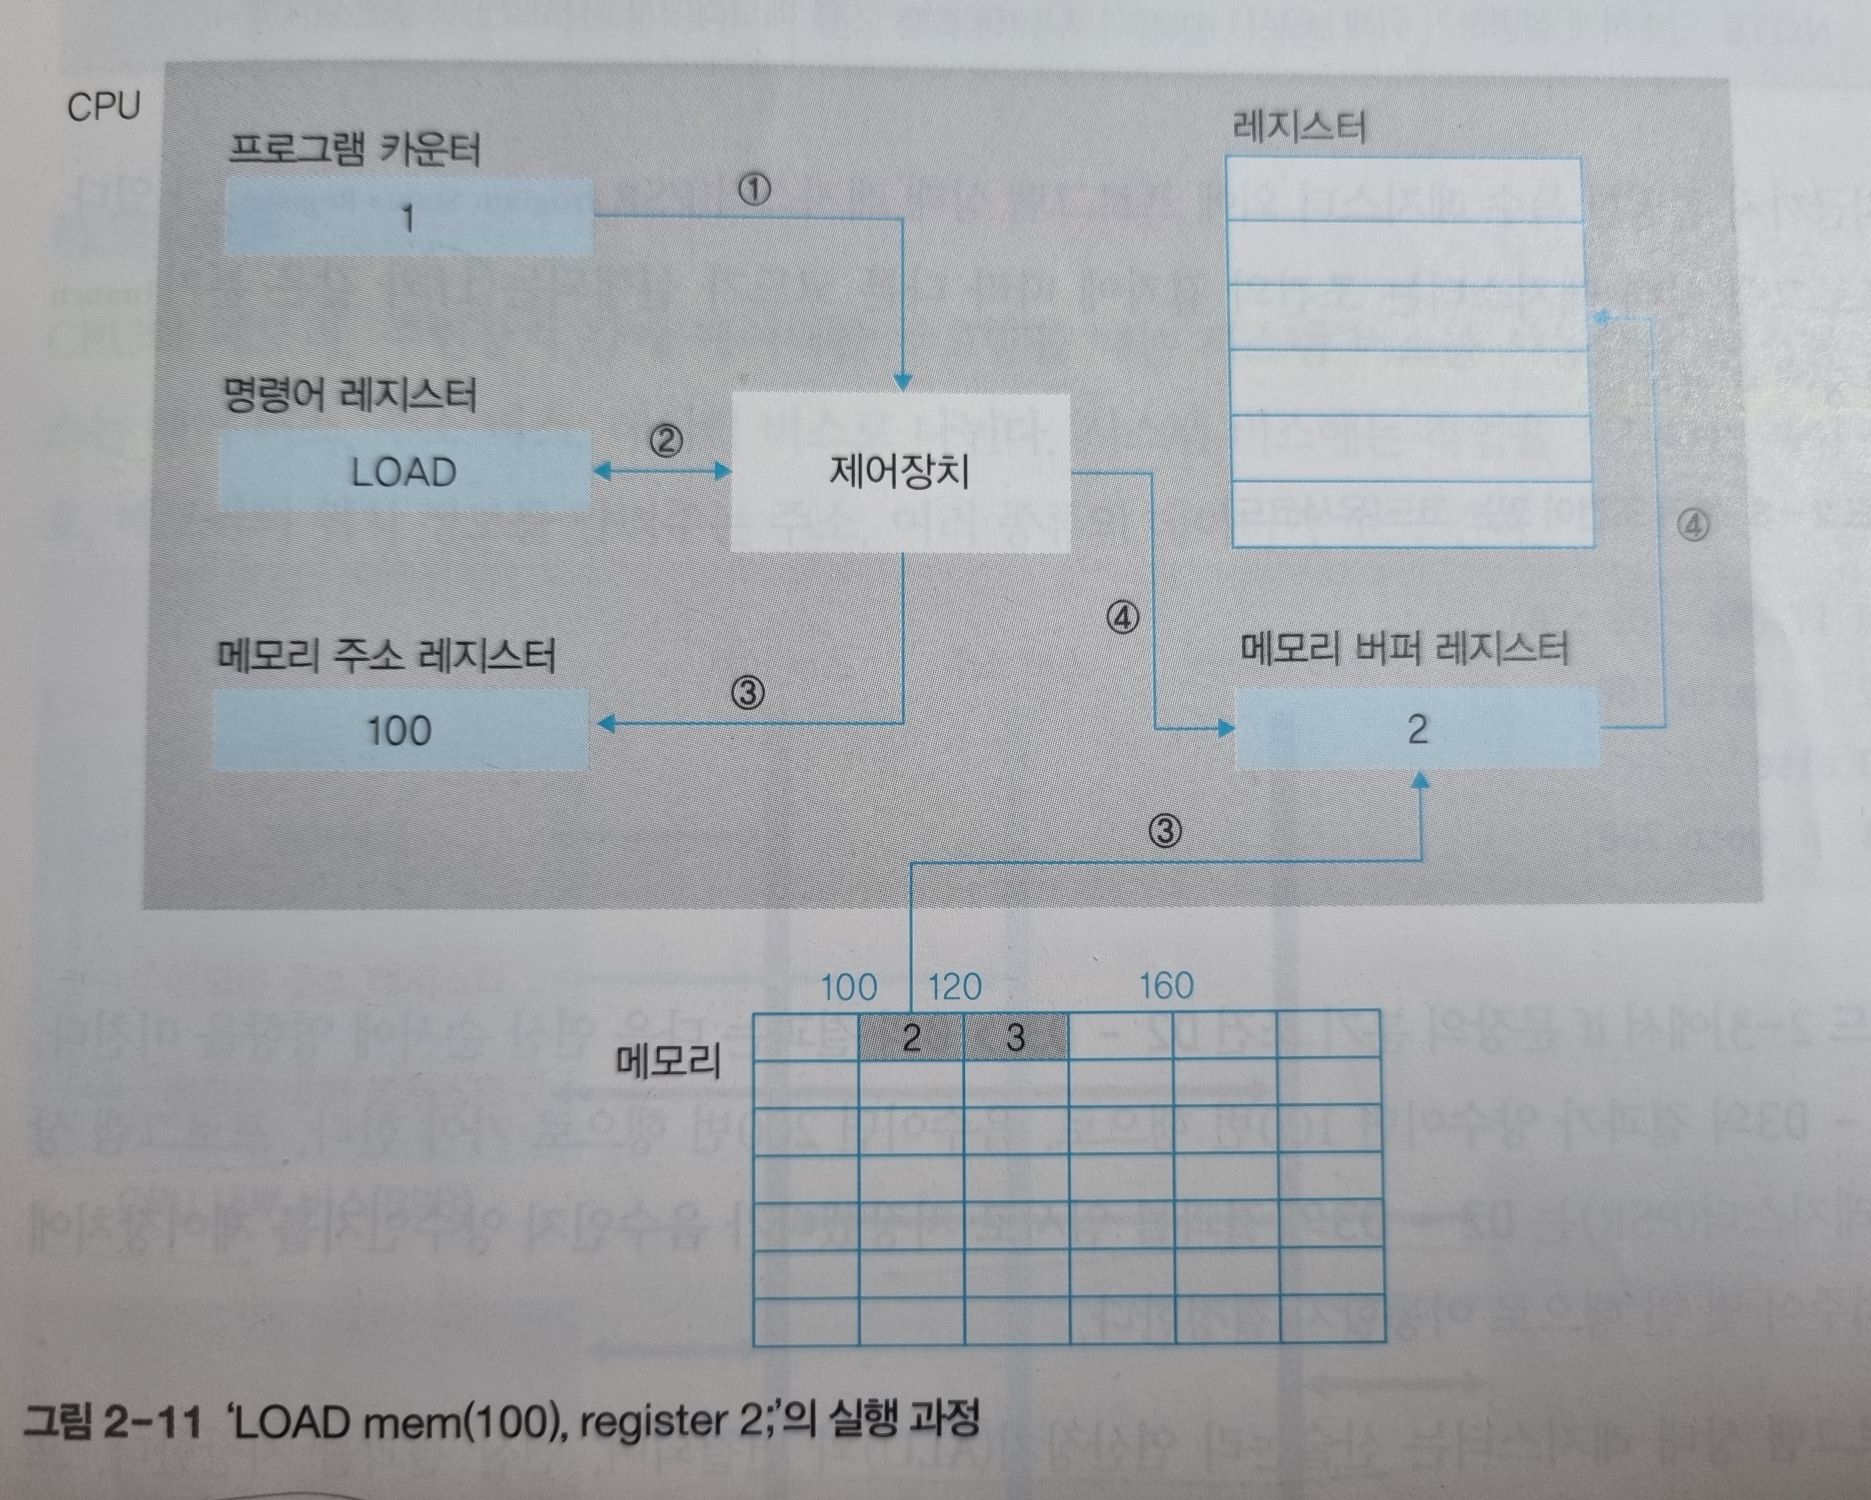 CPU
프로그램 카운터
1
①
레지스터
명령어 레지스터
LOAD
②
제어장치
④
④
메모리 주소 레지스터
100
③
메모리 버퍼 레지스터
2
③
100 120 160
메모리
2 3
그림 2-11 ‘LOAD mem(100), register 2;’의 실행 과정